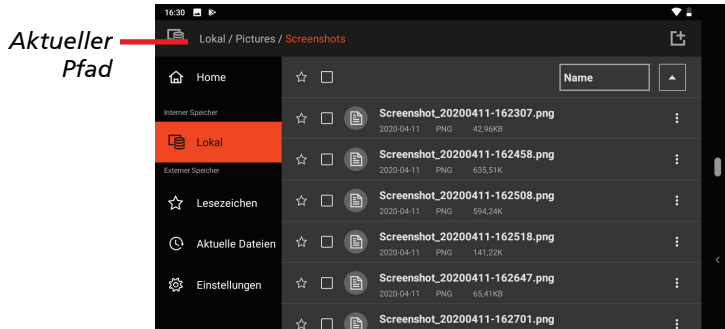 Aktueller
Pfad
16:30
Lokal / Pictures / Screenshots
Home
Name
Interner Speicher
Lokal
Externer Speicher
Lesezeichen
Aktuelle Dateien
Einstellungen
Screenshot_20200411-162307.png
2020-04-11 PNG 42,96KB
Screenshot_20200411-162458.png
2020-04-11 PNG 635,51K
Screenshot_20200411-162508.png
2020-04-11 PNG 594,24K
Screenshot_20200411-162518.png
2020-04-11 PNG 141,22K
Screenshot_20200411-162647.png
2020-04-11 PNG 65,41KB
Screenshot_20200411-162701.png